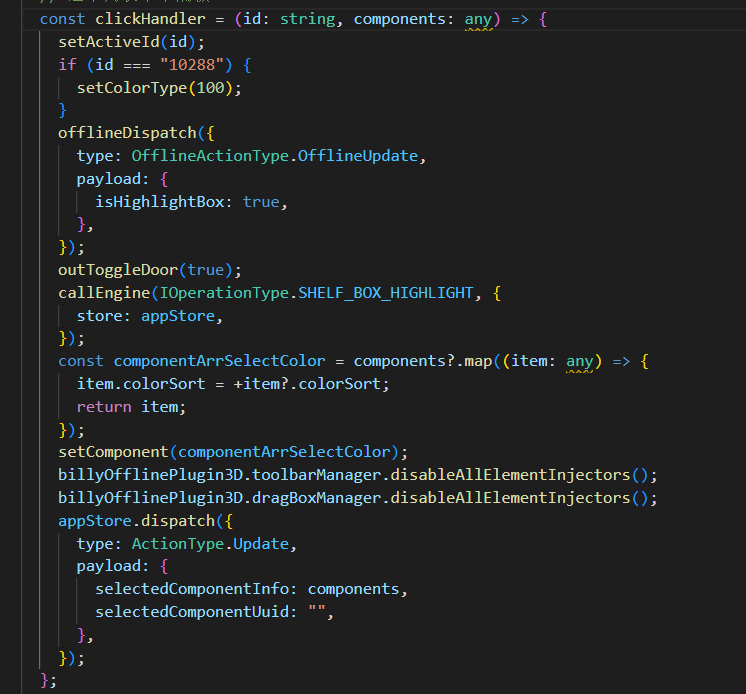 const clickHandler = (id: string, components: any) => {
  setActiveId(id);
  if (id === "10288") {
    setColorType(100);
  }
  offlineDispatch({
    type: OfflineActionType.OfflineUpdate,
    payload: {
      isHighlightBox: true,
    },
  });
  outToggleDoor(true);
  callEngine(IOperationType.SHELF_BOX_HIGHLIGHT, {
    store: appStore,
  });
  const componentArrSelectColor = components?.map((item: any) => {
    item.colorSort = +item?.colorSort;
    return item;
  });
  setComponent(componentArrSelectColor);
  billyOfflinePlugin3D.toolbarManager.disableAllElementInjectors();
  billyOfflinePlugin3D.dragBoxManager.disableAllElementInjectors();
  appStore.dispatch({
    type: ActionType.Update,
    payload: {
      selectedComponentInfo: components,
      selectedComponentUuid: "",
    },
  });
};